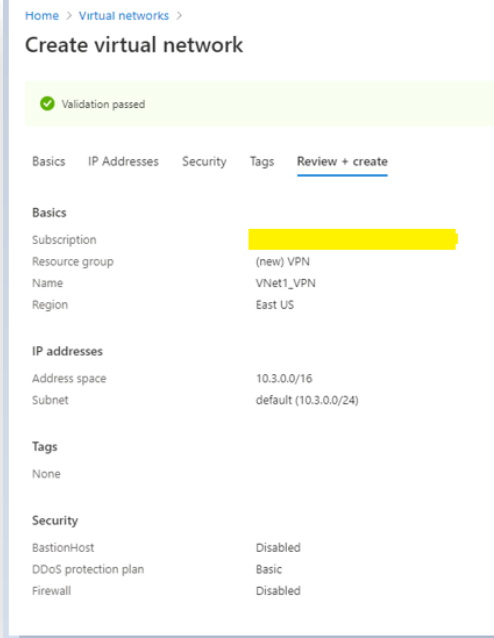 Home > Virtual networks >
Create virtual network
Validation passed
Basics IP Addresses Security Tags Review + create
Basics
Subscription
Resource group (new) VPN
Name VNet1_VPN
Region East US
IP addresses
Address space 10.3.0.0/16
Subnet default (10.3.0.0/24)
Tags
None
Security
BastionHost Disabled
DDoS protection plan Basic
Firewall Disabled